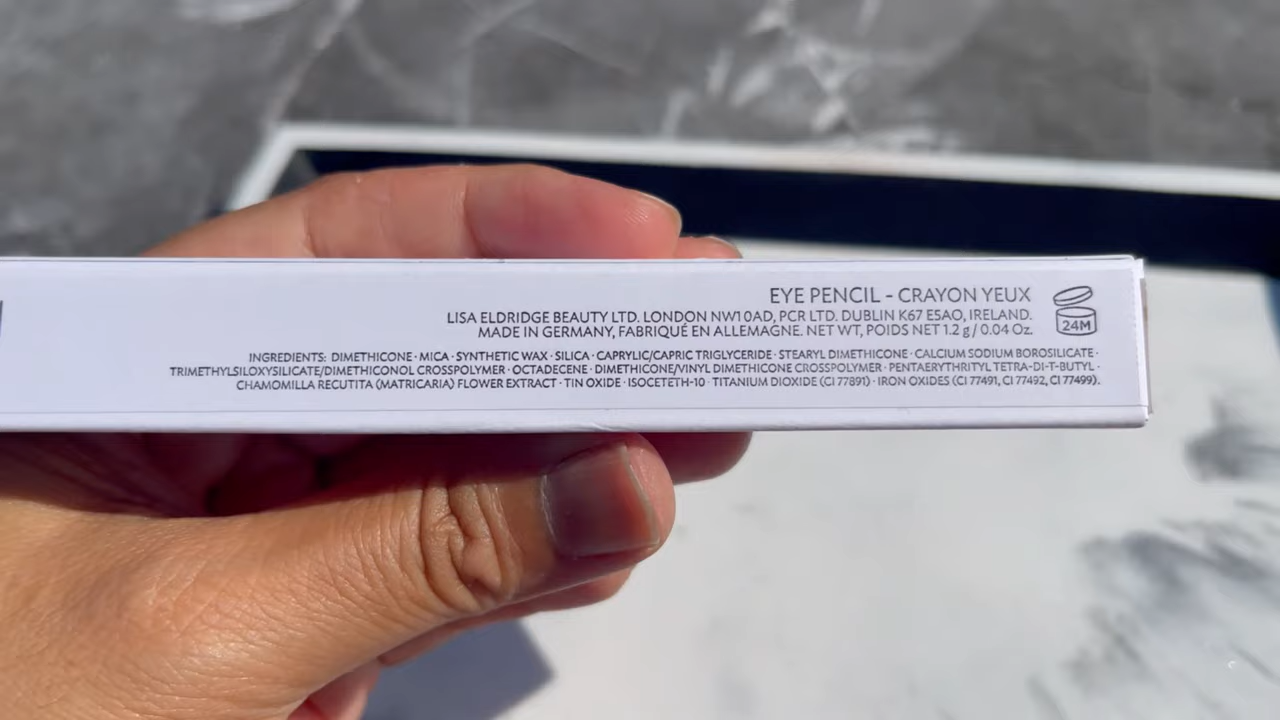 EYE PENCIL - CRAYON YEUX
LISA ELDRIDGE BEAUTY LTD. LONDON NW1 0AD, PCR LTD. DUBLIN K67 E5A0, IRELAND.
MADE IN GERMANY, FABRIQUÉ EN ALLEMAGNE. NET WT, POIDS NET 1.2 g / 0.04 Oz.
24M
INGREDIENTS: DIMETHICONE · MICA · SYNTHETIC WAX · SILICA · CAPRYLIC/CAPRIC TRIGLYCERIDE · STEARYL DIMETHICONE · CALCIUM SODIUM BOROSILICATE ·
TRIMETHYLSILOXYSILICATE/DIMETHICONOL CROSSPOLYMER · OCTADECENE · DIMETHICONE/VINYL DIMETHICONE CROSSPOLYMER · PENTAERYTHRITYL TETRA-DI-T-BUTYL ·
CHAMOMILLA RECUTITA (MATRICARIA) FLOWER EXTRACT · TIN OXIDE · ISOCETETH-10 · TITANIUM DIOXIDE (CI 77891) · IRON OXIDES (CI 77491, CI 77492, CI 77499).